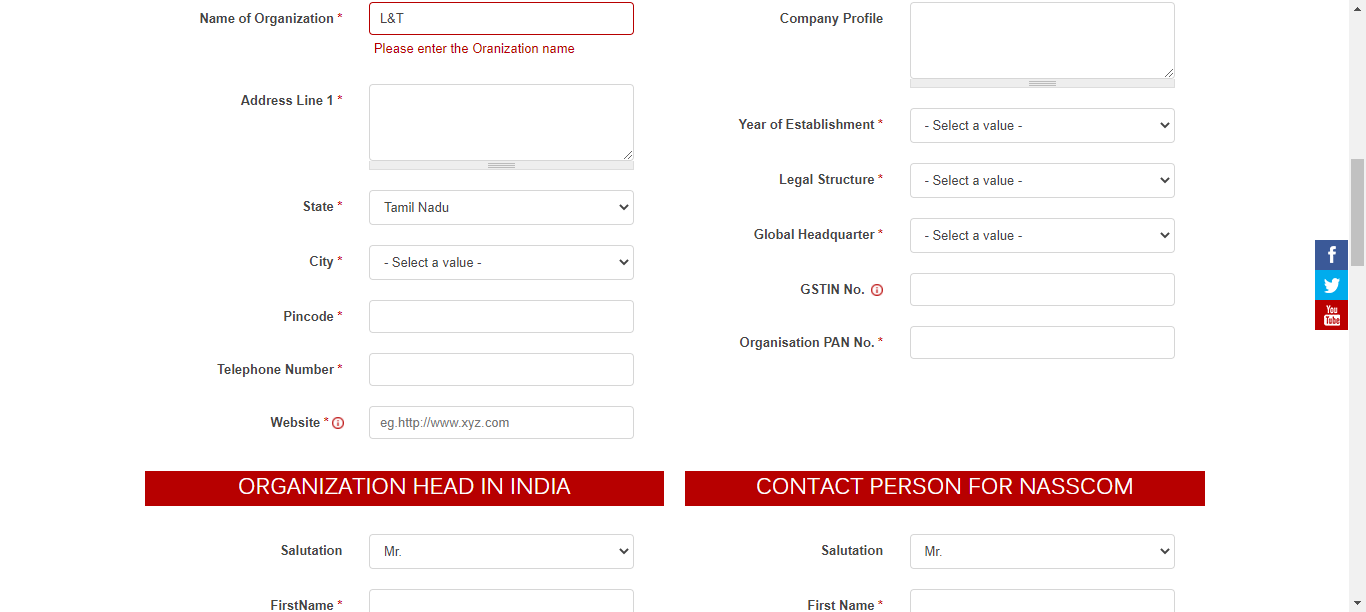 Name of Organization *
L&T
Please enter the Oranization name
Address Line 1 *
State *
Tamil Nadu
City *
- Select a value -
Pincode *
Telephone Number *
Website *
eg.http://www.xyz.com
Company Profile
Year of Establishment *
- Select a value -
Legal Structure *
- Select a value -
Global Headquarter *
- Select a value -
GSTIN No.
Organisation PAN No. *
ORGANIZATION HEAD IN INDIA
Salutation
Mr.
FirstName *
CONTACT PERSON FOR NASSCOM
Salutation
Mr.
First Name *
f
You
Tube